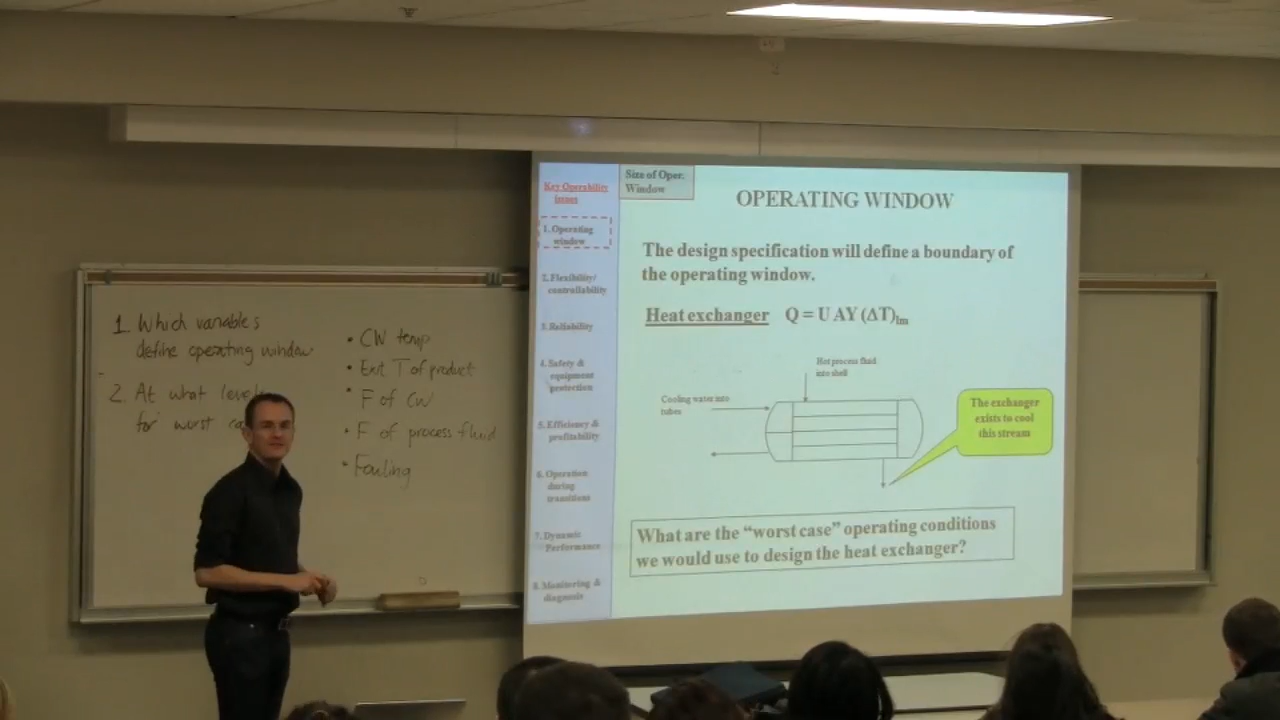 1. Which variables
define operating window
2. At what
for worst
• CW temp
• Exit T of product
• F of CW
• F of process fluid
• Fouling
Key Operability
Issues
1. Operating
window
2. Flexibility/
controllability
3. Reliability
4. Safety &
equipment
protection
5. Efficiency &
profitability
6. Operation
during
transitions
7. Dynamic
Performance
8. Monitoring &
diagnosis
Size of Oper.
Window
OPERATING WINDOW
The design specification will define a boundary of
the operating window.
Heat exchanger Q = U AY (ΔT)lm
Hot process fluid
into shell
Cooling water into
tubes
The exchanger
exists to cool
this stream
What are the “worst case” operating conditions
we would use to design the heat exchanger?